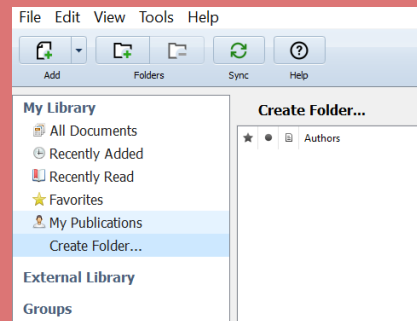 File Edit View Tools Help
Add Folders Sync Help
My Library
All Documents
Recently Added
Recently Read
Favorites
My Publications
Create Folder...
External Library
Groups
Create Folder...
Authors